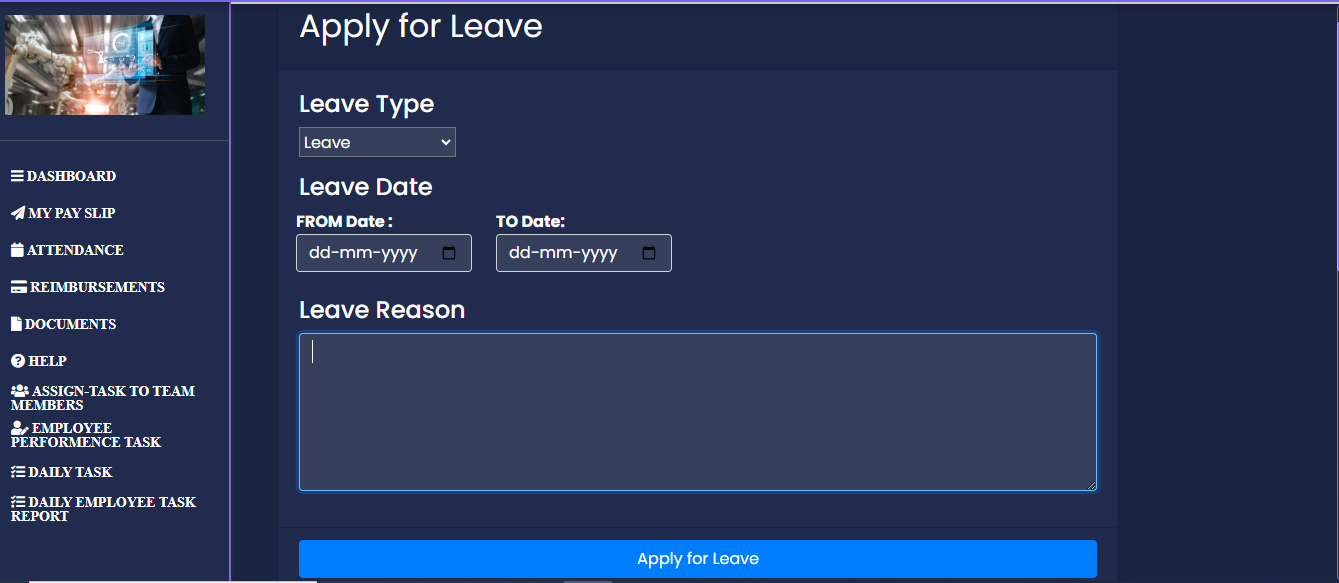 Apply for Leave
Leave Type
Leave
Leave Date
FROM Date :
TO Date:
dd-mm-yyyy
dd-mm-yyyy
Leave Reason
Apply for Leave
DASHBOARD
MY PAY SLIP
ATTENDANCE
REIMBURSEMENTS
DOCUMENTS
HELP
ASSIGN-TASK TO TEAM
MEMBERS
EMPLOYEE
PERFORMENCE TASK
DAILY TASK
DAILY EMPLOYEE TASK
REPORT